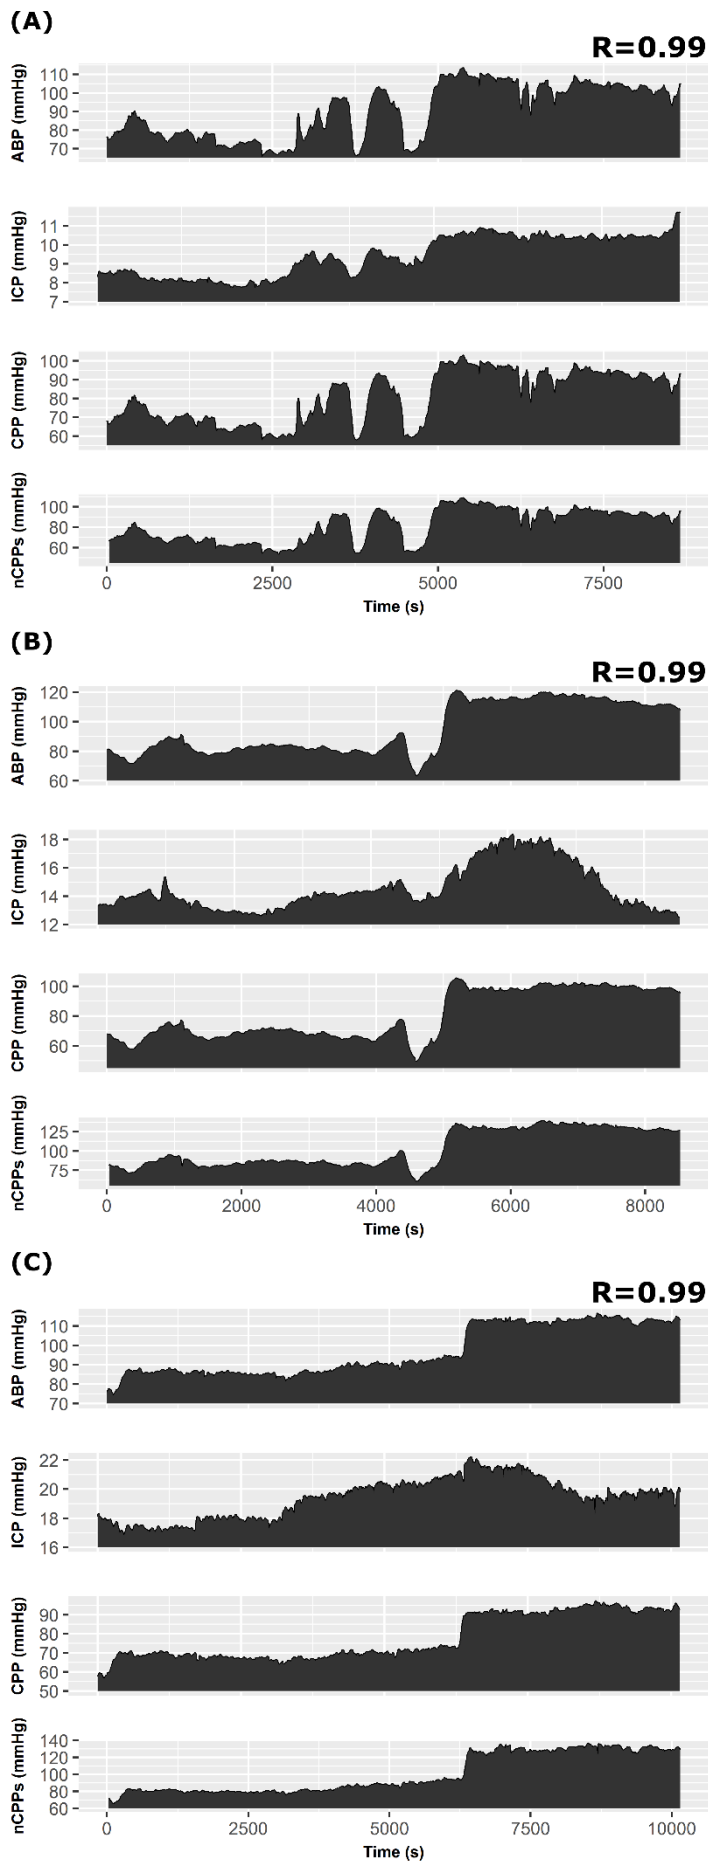 (A)
R=0.99
ABP (mmHg)
110
100
90
80
70
ICP (mmHg)
11
10
9
8
7
CPP (mmHg)
100
90
80
70
60
nCPPs (mmHg)
100
80
60
0 2500 5000 7500
Time (s)
(B)
R=0.99
ABP (mmHg)
120
100
80
60
ICP (mmHg)
18
16
14
12
CPP (mmHg)
100
80
60
nCPPs (mmHg)
125
100
75
0 2000 4000 6000 8000
Time (s)
(C)
R=0.99
ABP (mmHg)
110
90
80
70
ICP (mmHg)
22
20
18
16
CPP (mmHg)
90
70
60
50
nCPPs (mmHg)
140
120
100
80
60
0 2500 5000 7500 10000
Time (s)